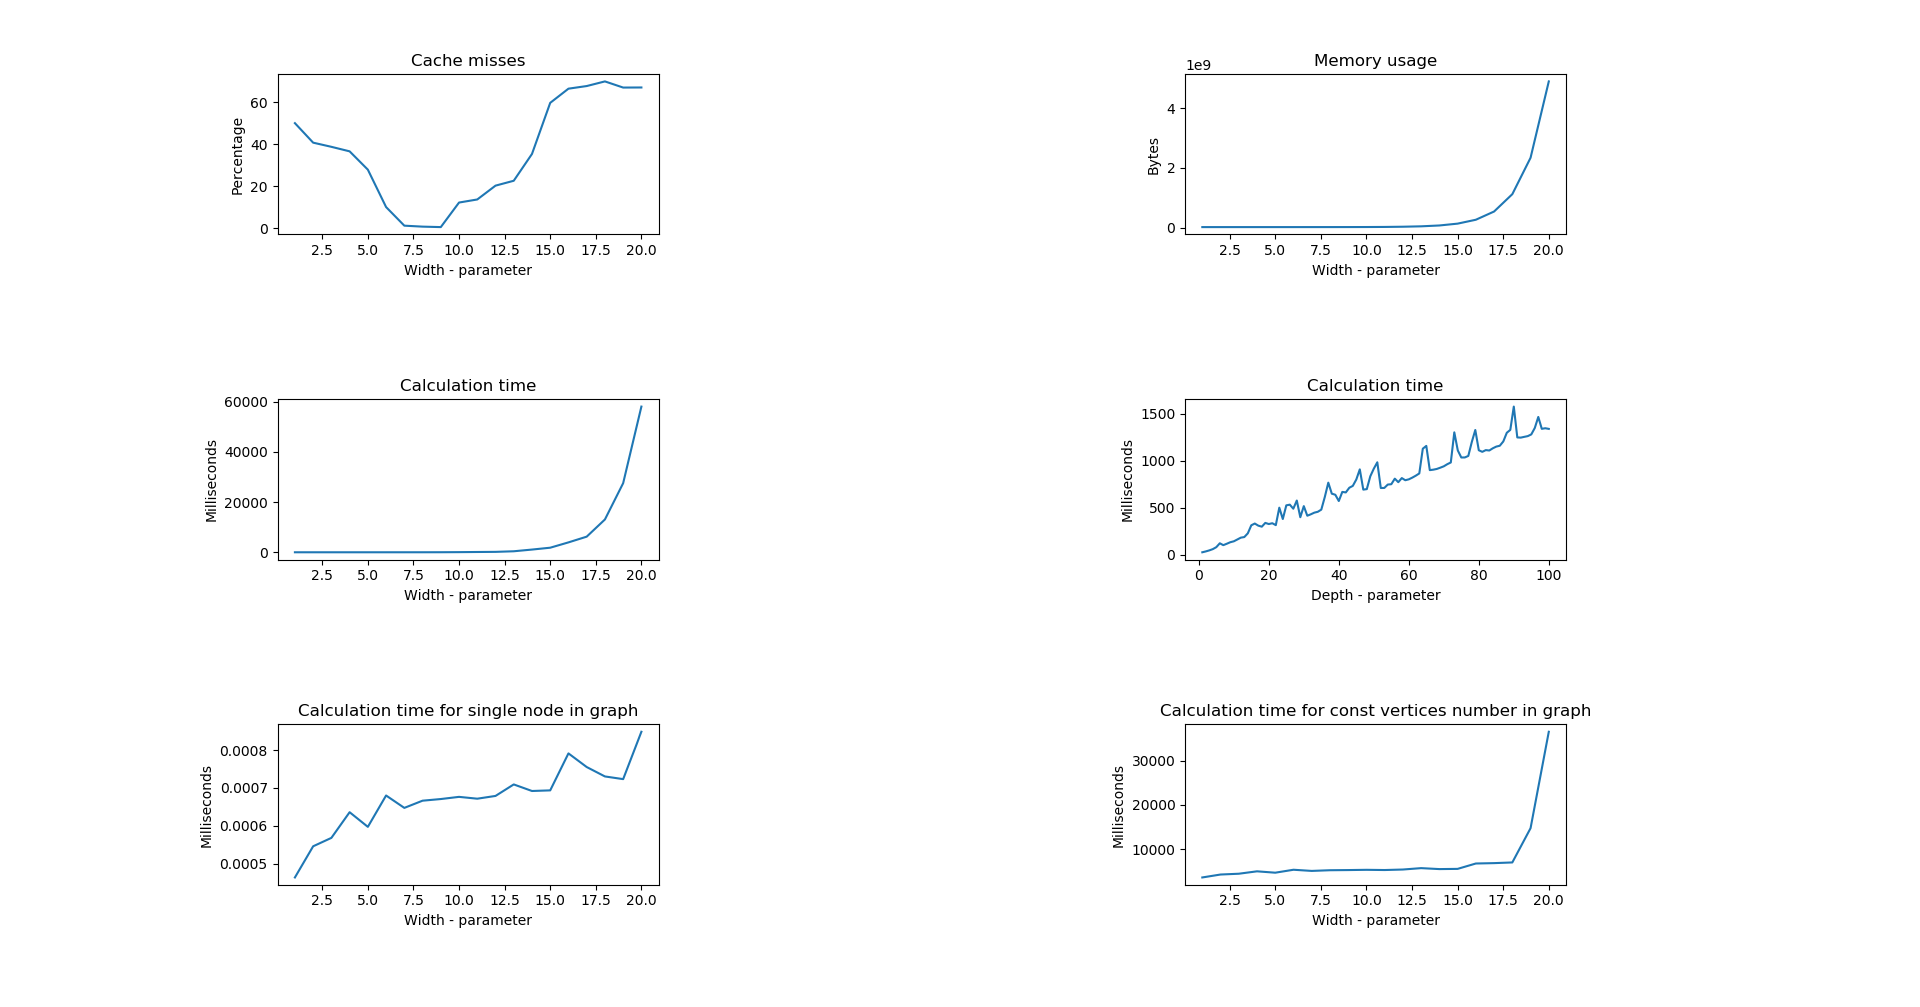 Cache misses
Percentage
60
40
20
0
2.5 5.0 7.5 10.0 12.5 15.0 17.5 20.0
Width - parameter
Memory usage
1e9
Bytes
4
2
0
2.5 5.0 7.5 10.0 12.5 15.0 17.5 20.0
Width - parameter
Calculation time
Milliseconds
60000
40000
20000
0
2.5 5.0 7.5 10.0 12.5 15.0 17.5 20.0
Width - parameter
Calculation time
Milliseconds
1500
1000
500
0
0 20 40 60 80 100
Depth - parameter
Calculation time for single node in graph
Milliseconds
0.0008
0.0007
0.0006
0.0005
2.5 5.0 7.5 10.0 12.5 15.0 17.5 20.0
Width - parameter
Calculation time for const vertices number in graph
Milliseconds
30000
20000
10000
2.5 5.0 7.5 10.0 12.5 15.0 17.5 20.0
Width - parameter